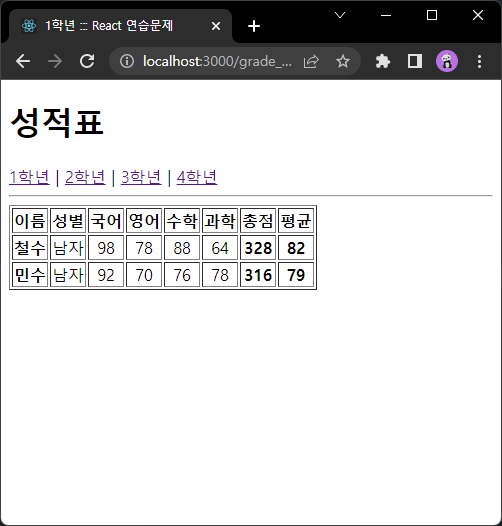 1학년 ::: React 연습문제
localhost:3000/grade_...
성적표
1학년 | 2학년 | 3학년 | 4학년
이름 성별 국어 영어 수학 과학 총점 평균
철수 남자 98 78 88 64 328 82
민수 남자 92 70 76 78 316 79